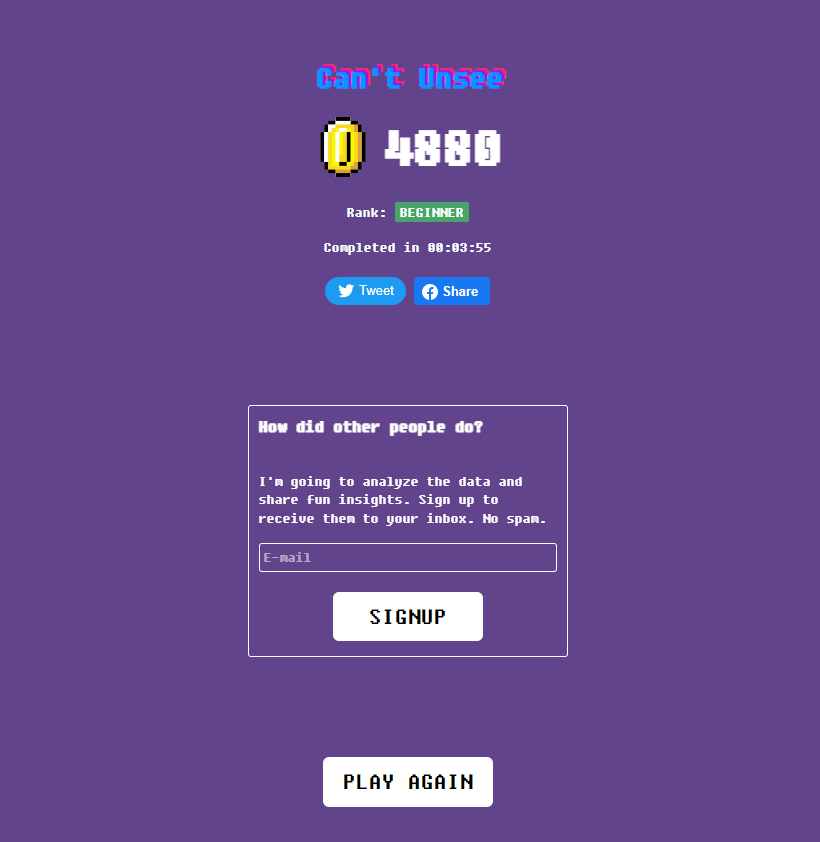 Can't Unsee
4880
Rank: BEGINNER
Completed in 00:03:55
Tweet Share
How did other people do?
I'm going to analyze the data and
share fun insights. Sign up to
receive them to your inbox. No spam.
E-mail
SIGNUP
PLAY AGAIN